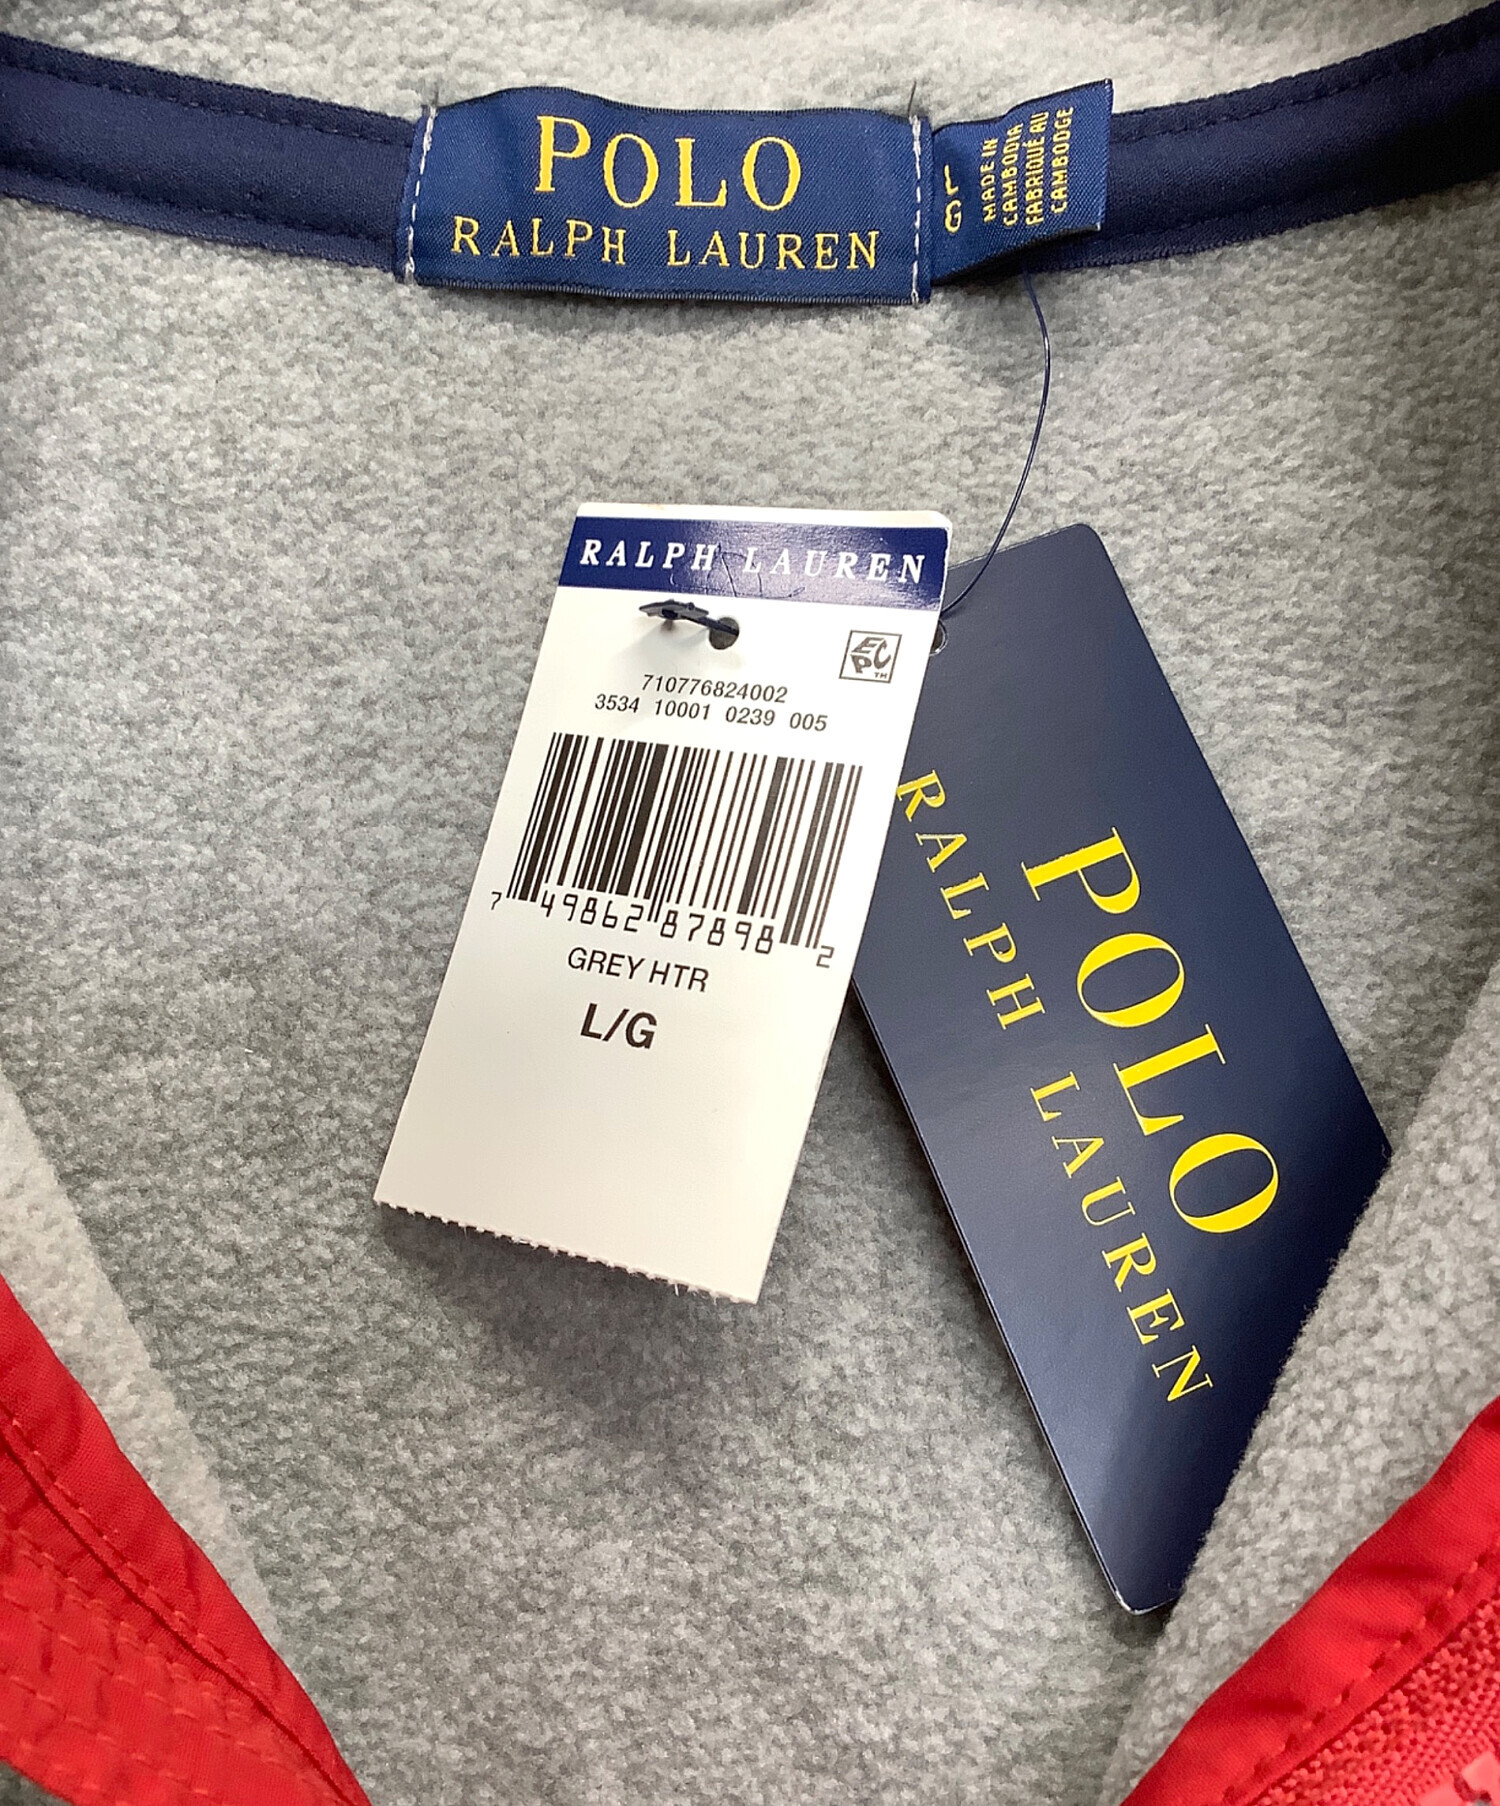 POLO
RALPH LAUREN
L
G
MADE IN
CAMBODIA
FABRIQUÉ AU
CAMBODGE
RALPH LAUREN
EPC™
710776824002
3534 10001 0239 005
7 49862 87898 2
GREY HTR
L/G
POLO
RALPH LAUREN